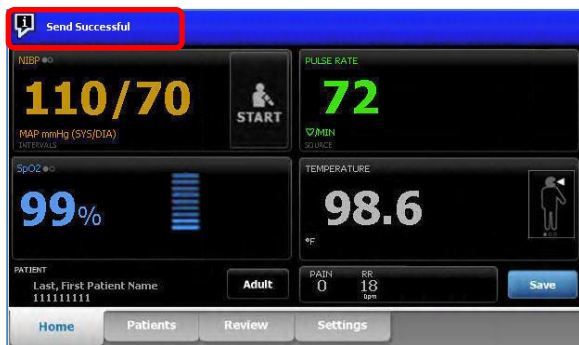 Send Successful
NIBP
110/70
START
MAP mmHg (SYS/DIA)
INTERVALS
PULSE RATE
72
/MIN
SOURCE
SpO2
99%
TEMPERATURE
98.6
°F
PATIENT
Last, First Patient Name
111111111
Adult
PAIN RR
0 18
bpm
Save
Home Patients Review Settings